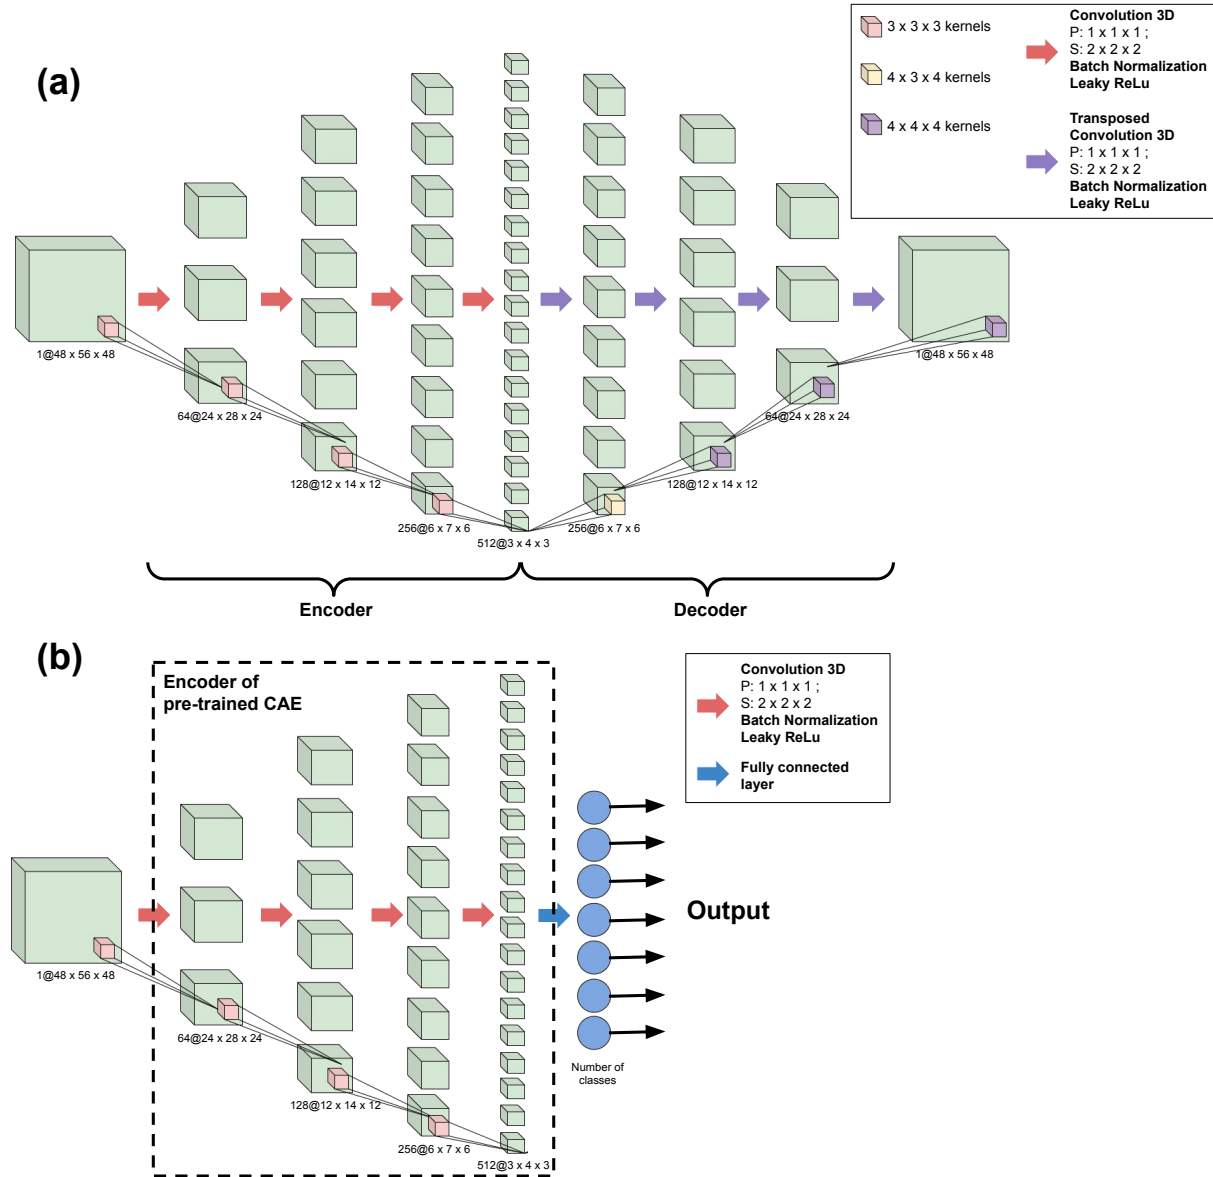 (a)
3 x 3 x 3 kernels
4 x 3 x 4 kernels
4 x 4 x 4 kernels
Convolution 3D
P: 1 x 1 x 1 ;
S: 2 x 2 x 2
Batch Normalization
Leaky ReLu
Transposed
Convolution 3D
P: 1 x 1 x 1 ;
S: 2 x 2 x 2
Batch Normalization
Leaky ReLu
1@48 x 56 x 48
64@24 x 28 x 24
128@12 x 14 x 12
256@6 x 7 x 6
512@3 x 4 x 3
256@6 x 7 x 6
128@12 x 14 x 12
64@24 x 28 x 24
1@48 x 56 x 48
Encoder
Decoder
(b)
Encoder of
pre-trained CAE
Convolution 3D
P: 1 x 1 x 1 ;
S: 2 x 2 x 2
Batch Normalization
Leaky ReLu
Fully connected
layer
1@48 x 56 x 48
64@24 x 28 x 24
128@12 x 14 x 12
256@6 x 7 x 6
512@3 x 4 x 3
Output
Number of
classes